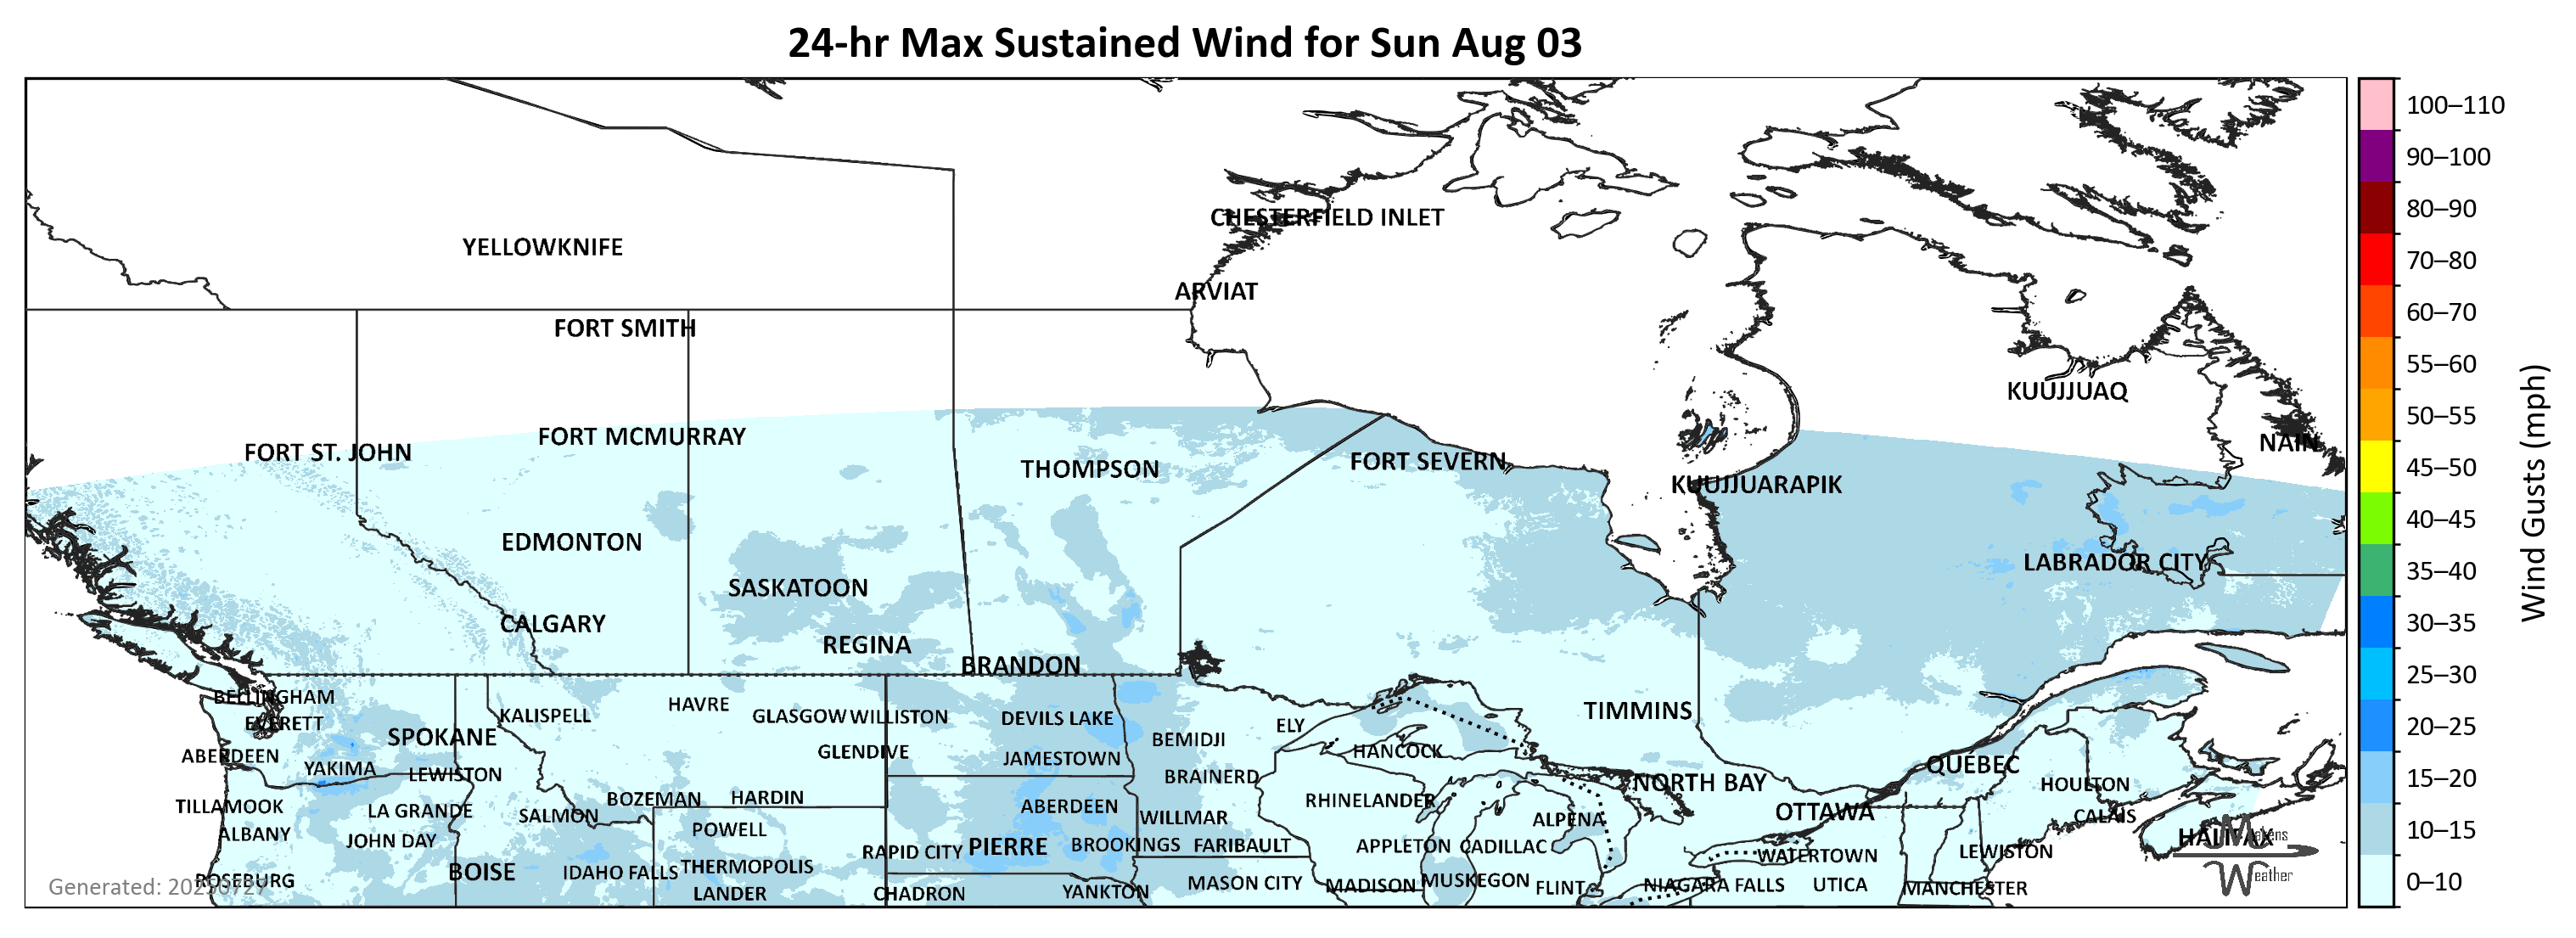 24-hr Max Sustained Wind for Sun Aug 03
100–110
90–100
80–90
70–80
60–70
55–60
50–55
45–50
40–45
35–40
30–35
25–30
20–25
15–20
10–15
0–10
Wind Gusts (mph)
CHESTERFIELD INLET
YELLOWKNIFE
ARVIAT
FORT SMITH
KUUJJUAQ
FORT MCMURRAY
NAIN
FORT ST. JOHN
FORT SEVERN
THOMPSON
KUUJJUARAPIK
EDMONTON
LABRADOR CITY
SASKATOON
CALGARY
REGINA
BRANDON
BELLINGHAM
HAVRE
TIMMINS
KALISPELL
GLASGOW
WILLISTON
DEVILS LAKE
EVERETT
ELY
SPOKANE
BEMIDJI
HANCOCK
GLENDIVE
ABERDEEN
JAMESTOWN
QUÉBEC
YAKIMA
LEWISTON
BRAINERD
NORTH BAY
HOULTON
BOZEMAN
HARDIN
RHINELANDER
TILLAMOOK
ABERDEEN
LA GRANDE
OTTAWA
SALMON
CALAIS
WILLMAR
ALPENA
POWELL
ALBANY
HALIFAX
Makens
Weather
JOHN DAY
BROOKINGS
FARIBAULT
APPLETON
CADILLAC
PIERRE
RAPID CITY
LEWISTON
WATERTOWN
THERMOPOLIS
BOISE
IDAHO FALLS
ROSEBURG
MUSKEGON
MASON CITY
MADISON
NIAGARA FALLS
UTICA
Generated: 20250727
FLINT
MANCHESTER
YANKTON
LANDER
CHADRON